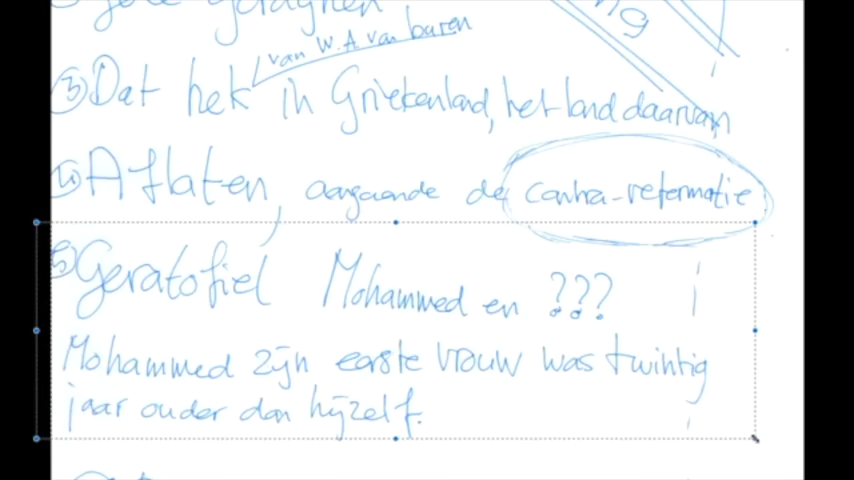 van W.A van buren
③ Dat hek in Griekenland, het land daarvan
④ Aflaten, aangaande de contra-reformatie
⑤ Geratofiel Mohammed en ???
Mohammed zijn eerste vrouw was twintig
jaar ouder dan hijzelf.